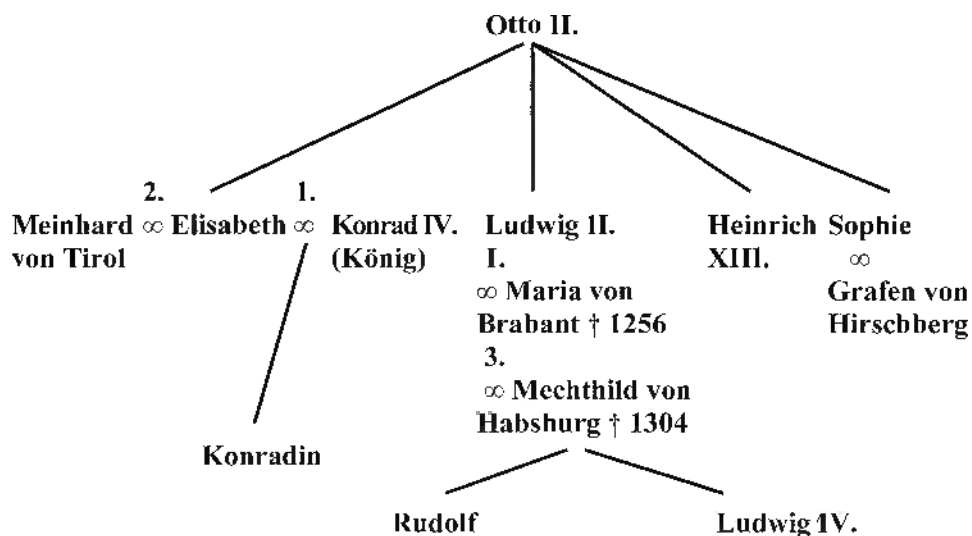 Otto II.
2. 1.
Meinhard ∞ Elisabeth ∞ Konrad IV. Ludwig II. Heinrich Sophie
von Tirol (König) I. XIII. ∞
∞ Maria von Grafen von
Brabant † 1256 Hirschberg
3.
∞ Mechthild von
Habshurg † 1304
Konradin
Rudolf Ludwig IV.